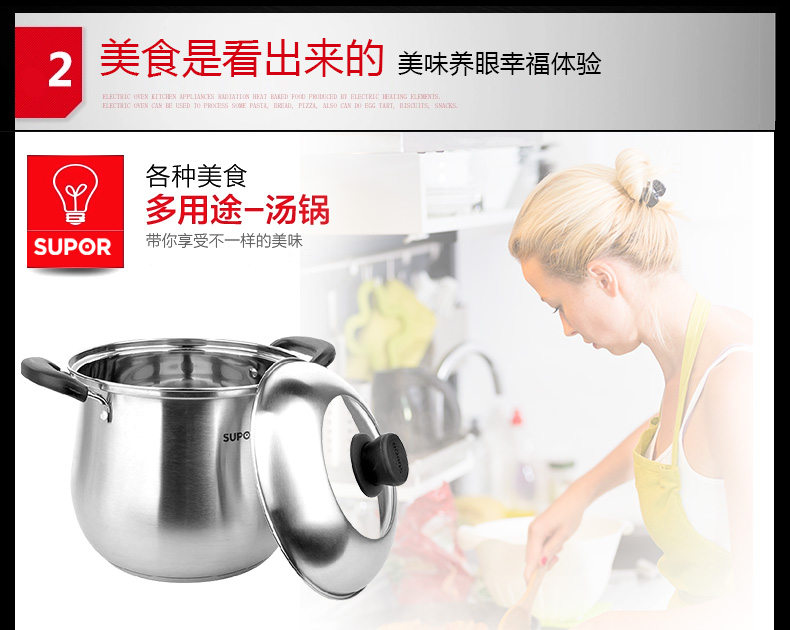 2
美食是看出来的 美味养眼幸福体验
ELECTRIC OVEN KITCHEN APPLIANCES RADIATION HEAT BAKED FOOD PRODUCED BY ELECTRIC HEATING ELEMENTS.
ELECTRIC OVEN CAN BE USED TO PROCESS SOME PASTA, BREAD, PIZZA, ALSO CAN DO EGG TART, BISCUITS, SNACKS.
各种美食
多用途-汤锅
带你享受不一样的美味
SUPOR
SUPO